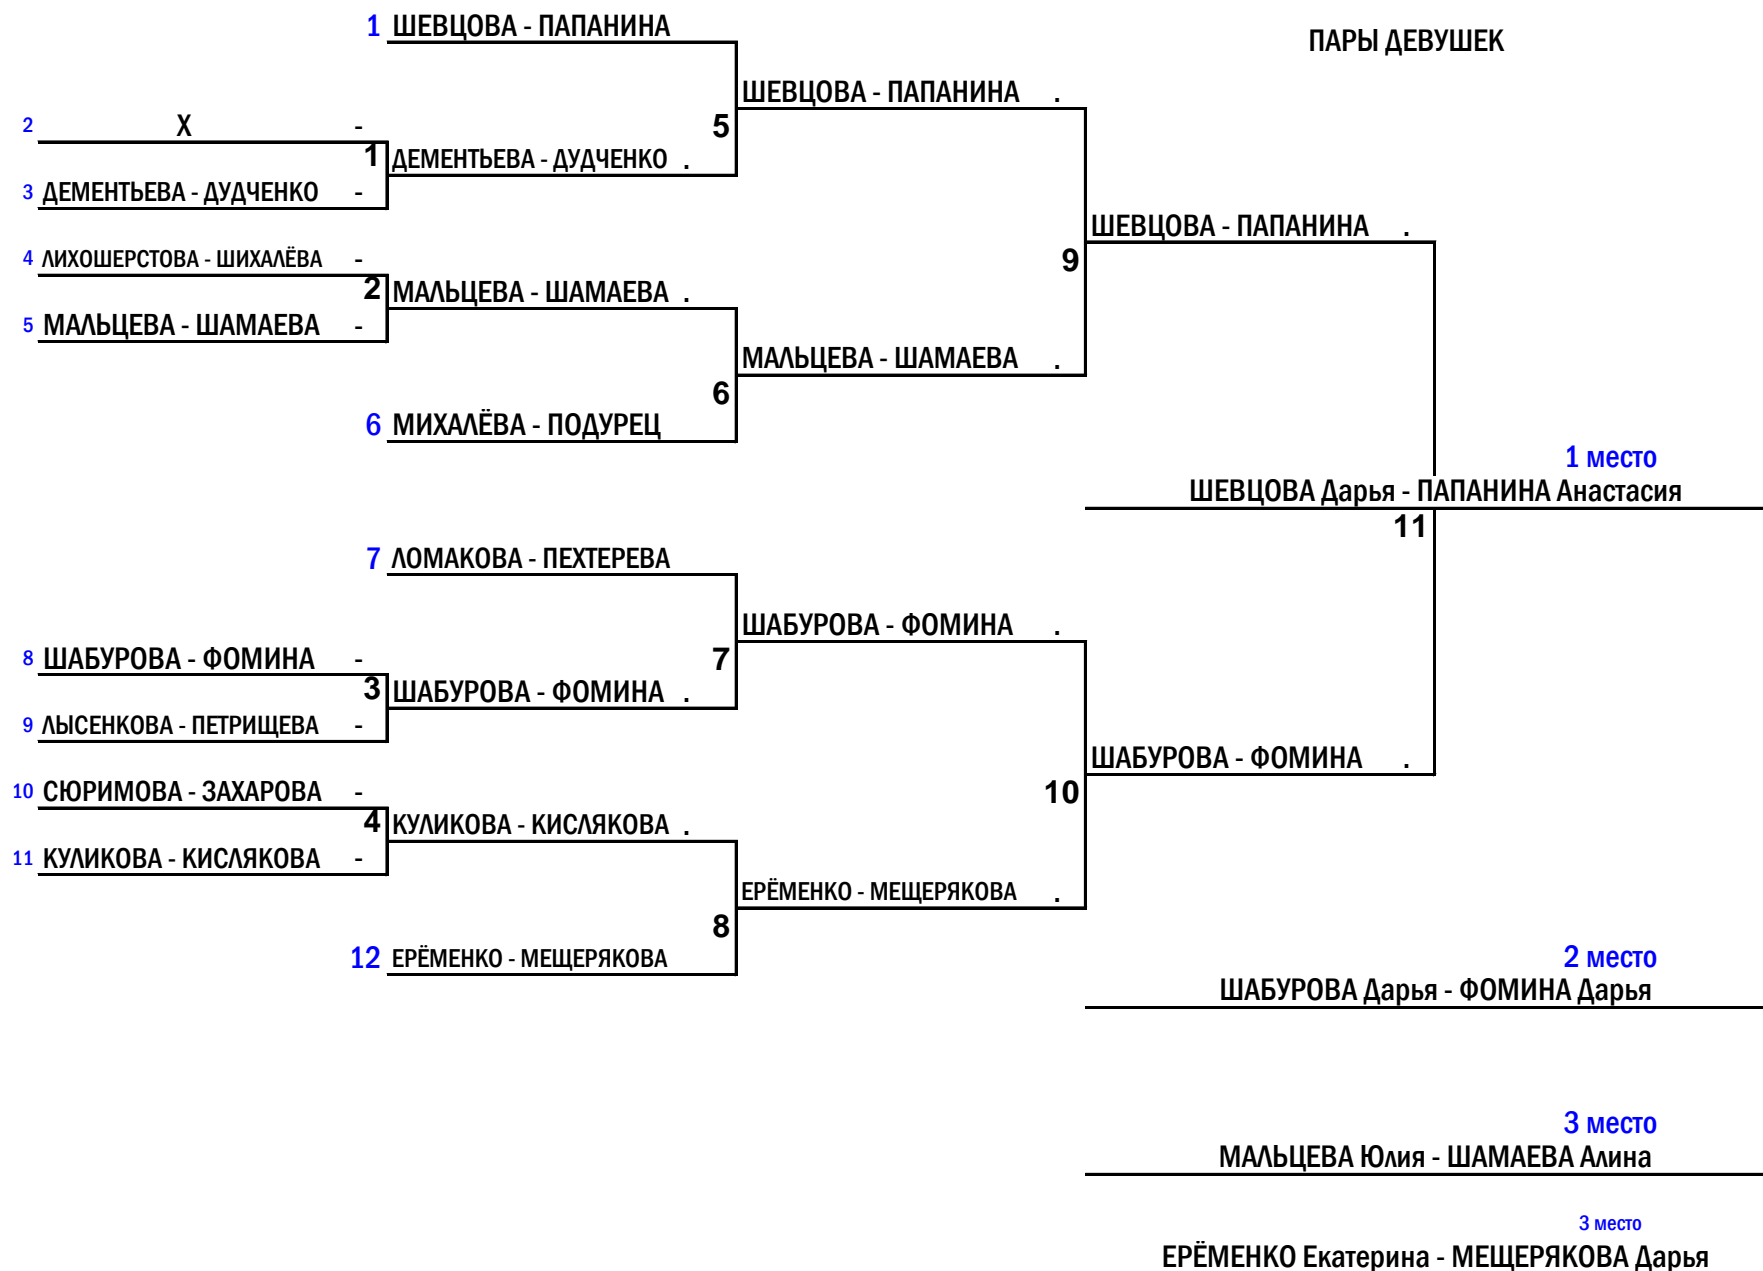 1 ШЕВЦОВА - ПАПАНИНА
ПАРЫ ДЕВУШЕК
ШЕВЦОВА - ПАПАНИНА .
2 X -
5
1 ДЕМЕНТЬЕВА - ДУДЧЕНКО .
3 ДЕМЕНТЬЕВА - ДУДЧЕНКО -
ШЕВЦОВА - ПАПАНИНА .
4 ЛИХОШЕРСТОВА - ШИХАЛЁВА -
9
2 МАЛЬЦЕВА - ШАМАЕВА .
5 МАЛЬЦЕВА - ШАМАЕВА -
МАЛЬЦЕВА - ШАМАЕВА .
6
6 МИХАЛЁВА - ПОДУРЕЦ
1 место
ШЕВЦОВА Дарья - ПАПАНИНА Анастасия
11
7 ЛОМАКОВА - ПЕХТЕРЕВА
ШАБУРОВА - ФОМИНА .
8 ШАБУРОВА - ФОМИНА -
7
3 ШАБУРОВА - ФОМИНА .
9 ЛЫСЕНКОВА - ПЕТРИЩЕВА -
ШАБУРОВА - ФОМИНА .
10 СЮРИМОВА - ЗАХАРОВА -
10
4 КУЛИКОВА - КИСЛЯКОВА .
11 КУЛИКОВА - КИСЛЯКОВА -
ЕРЁМЕНКО - МЕЩЕРЯКОВА .
8
12 ЕРЁМЕНКО - МЕЩЕРЯКОВА
2 место
ШАБУРОВА Дарья - ФОМИНА Дарья
3 место
МАЛЬЦЕВА Юлия - ШАМАЕВА Алина
3 место
ЕРЁМЕНКО Екатерина - МЕЩЕРЯКОВА Дарья